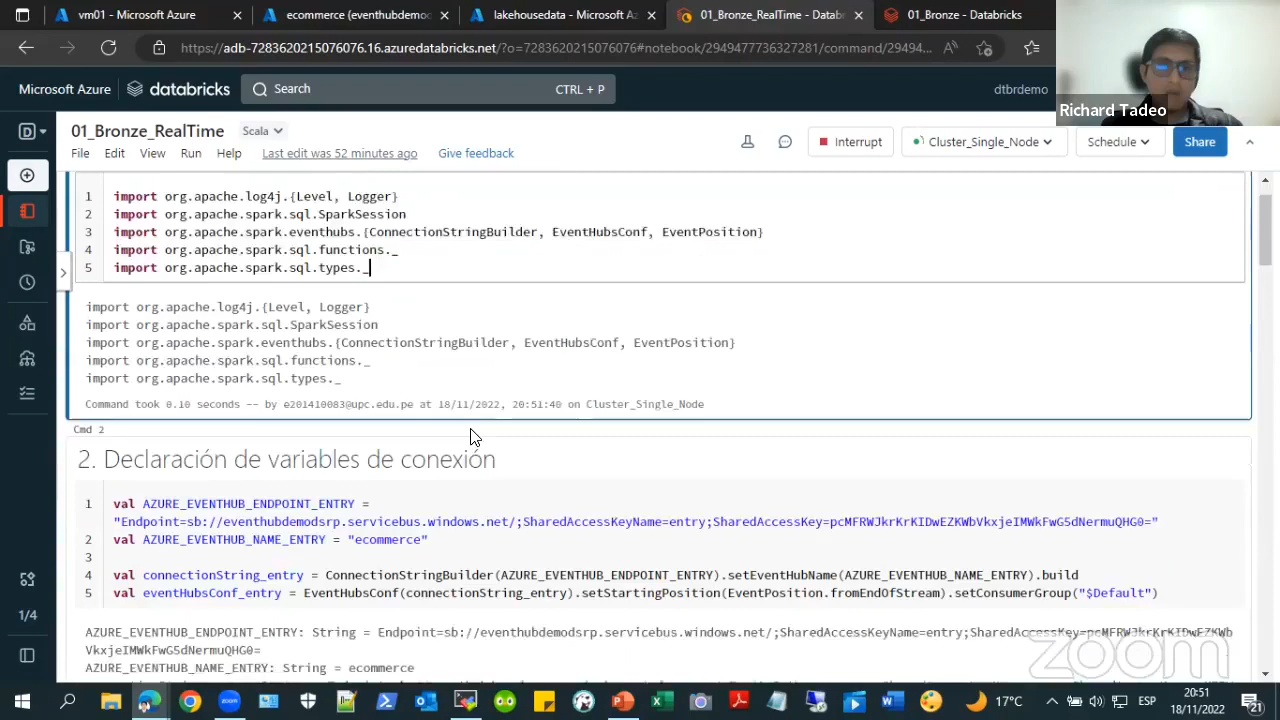 vm01 - Microsoft Azure
ecommerce (eventhubdemod
lakehousedata - Microsoft Az
01_Bronze_RealTime - Datab
01_Bronze - Databricks
https://adb-7283620215076076.16.azuredatabricks.net/?o=7283620215076076#notebook/2949477736327281/command/29494...
Microsoft Azure
databricks
Search
CTRL + P
dtbrdemo
Richard Tadeo
01_Bronze_RealTime
Scala
File Edit View Run Help Last edit was 52 minutes ago Give feedback
Interrupt
Cluster_Single_Node
Schedule
Share
1 import org.apache.log4j.{Level, Logger}
2 import org.apache.spark.sql.SparkSession
3 import org.apache.spark.eventhubs.{ConnectionStringBuilder, EventHubsConf, EventPosition}
4 import org.apache.spark.sql.functions._
5 import org.apache.spark.sql.types._
import org.apache.log4j.{Level, Logger}
import org.apache.spark.sql.SparkSession
import org.apache.spark.eventhubs.{ConnectionStringBuilder, EventHubsConf, EventPosition}
import org.apache.spark.sql.functions._
import org.apache.spark.sql.types._
Command took 0.10 seconds -- by e201410083@upc.edu.pe at 18/11/2022, 20:51:40 on Cluster_Single_Node
Cmd 2
2. Declaración de variables de conexión
1 val AZURE_EVENTHUB_ENDPOINT_ENTRY =
"Endpoint=sb://eventhubdemodsrp.servicebus.windows.net/;SharedAccessKeyName=entry;SharedAccessKey=pcMFRWJkrKrKIDwEZKWbVkxjeIMWkFwG5dNermuQHG0="
2 val AZURE_EVENTHUB_NAME_ENTRY = "ecommerce"
3
4 val connectionString_entry = ConnectionStringBuilder(AZURE_EVENTHUB_ENDPOINT_ENTRY).setEventHubName(AZURE_EVENTHUB_NAME_ENTRY).build
5 val eventHubsConf_entry = EventHubsConf(connectionString_entry).setStartingPosition(EventPosition.fromEndOfStream).setConsumerGroup("$Default")
AZURE_EVENTHUB_ENDPOINT_ENTRY: String = Endpoint=sb://eventhubdemodsrp.servicebus.windows.net/;SharedAccessKeyName=entry;SharedAccessKey=pcMFRWJkrKrKIDwEZKWb
VkxjeIMWkFwG5dNermuQHG0=
AZURE_EVENTHUB_NAME_ENTRY: String = ecommerce
1/4
zoom
17°C
ESP
20:51
18/11/2022
21